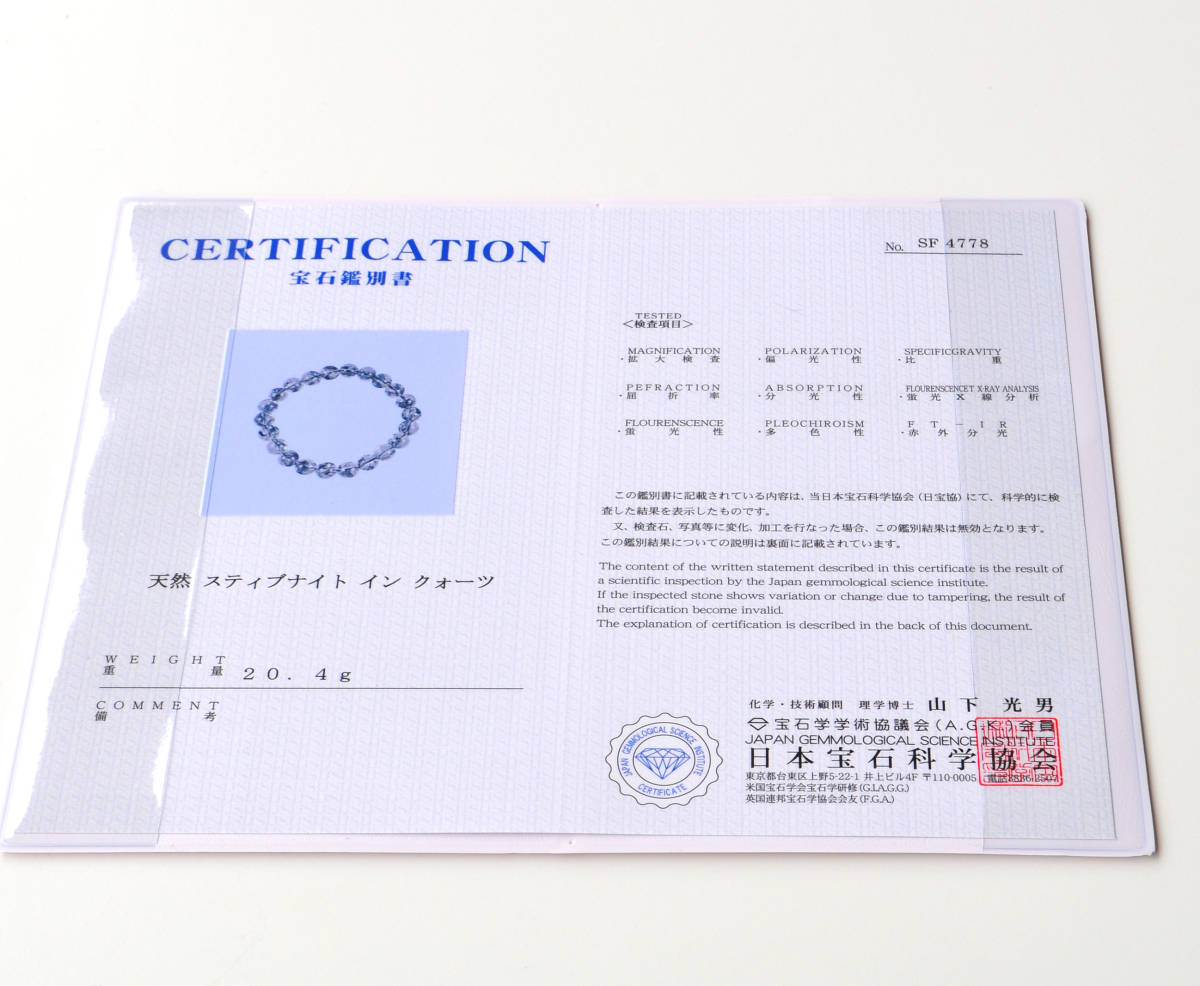 CERTIFICATION
宝石鑑別書
No. SF 4778
天然 スティブナイト イン クォーツ
WEIGHT
重量 20.4g
COMMENT
備考
TESTED
<検査項目>
MAGNIFICATION POLARIZATION SPECIFICGRAVITY
・拡大検査 ・偏光性 ・比重
PEFRACTION ABSORPTION FLOURENSCENCET X-RAY ANALYSIS
・屈折率 ・分光性 ・蛍光X線分析
FLOURENSCENCE PLEOCHIROISM FT-IR
・蛍光性 ・多色性 ・赤外分光
この鑑別書に記載されている内容は、当日本宝石科学協会(日宝協)にて、科学的に検
査した結果を表示したものです。
又、検査石、写真等に変化、加工を行なった場合、この鑑別結果は無効となります。
この鑑別結果についての説明は裏面に記載されています。
The content of the written statement described in this certificate is the result of
a scientific inspection by the Japan gemmological science institute.
If the inspected stone shows variation or change due to tampering, the result of
the certification become invalid.
The explanation of certification is described in the back of this document.
JAPAN GEMMOLOGICAL SCIENCE INSTITUTE
CERTIFICATE
化学・技術顧問 理学博士 山下光男
宝石学学術協議会(A.G.K.)会員
JAPAN GEMMOLOGICAL SCIENCE INSTITUTE
日本宝石科学協会
東京都台東区上野5-22-1 井上ビル4F 〒110-0005 電話3836-2507
米国宝石学会宝石学研修(G.I.A.G.G.)
英国連邦宝石学協会会友(F.G.A.)